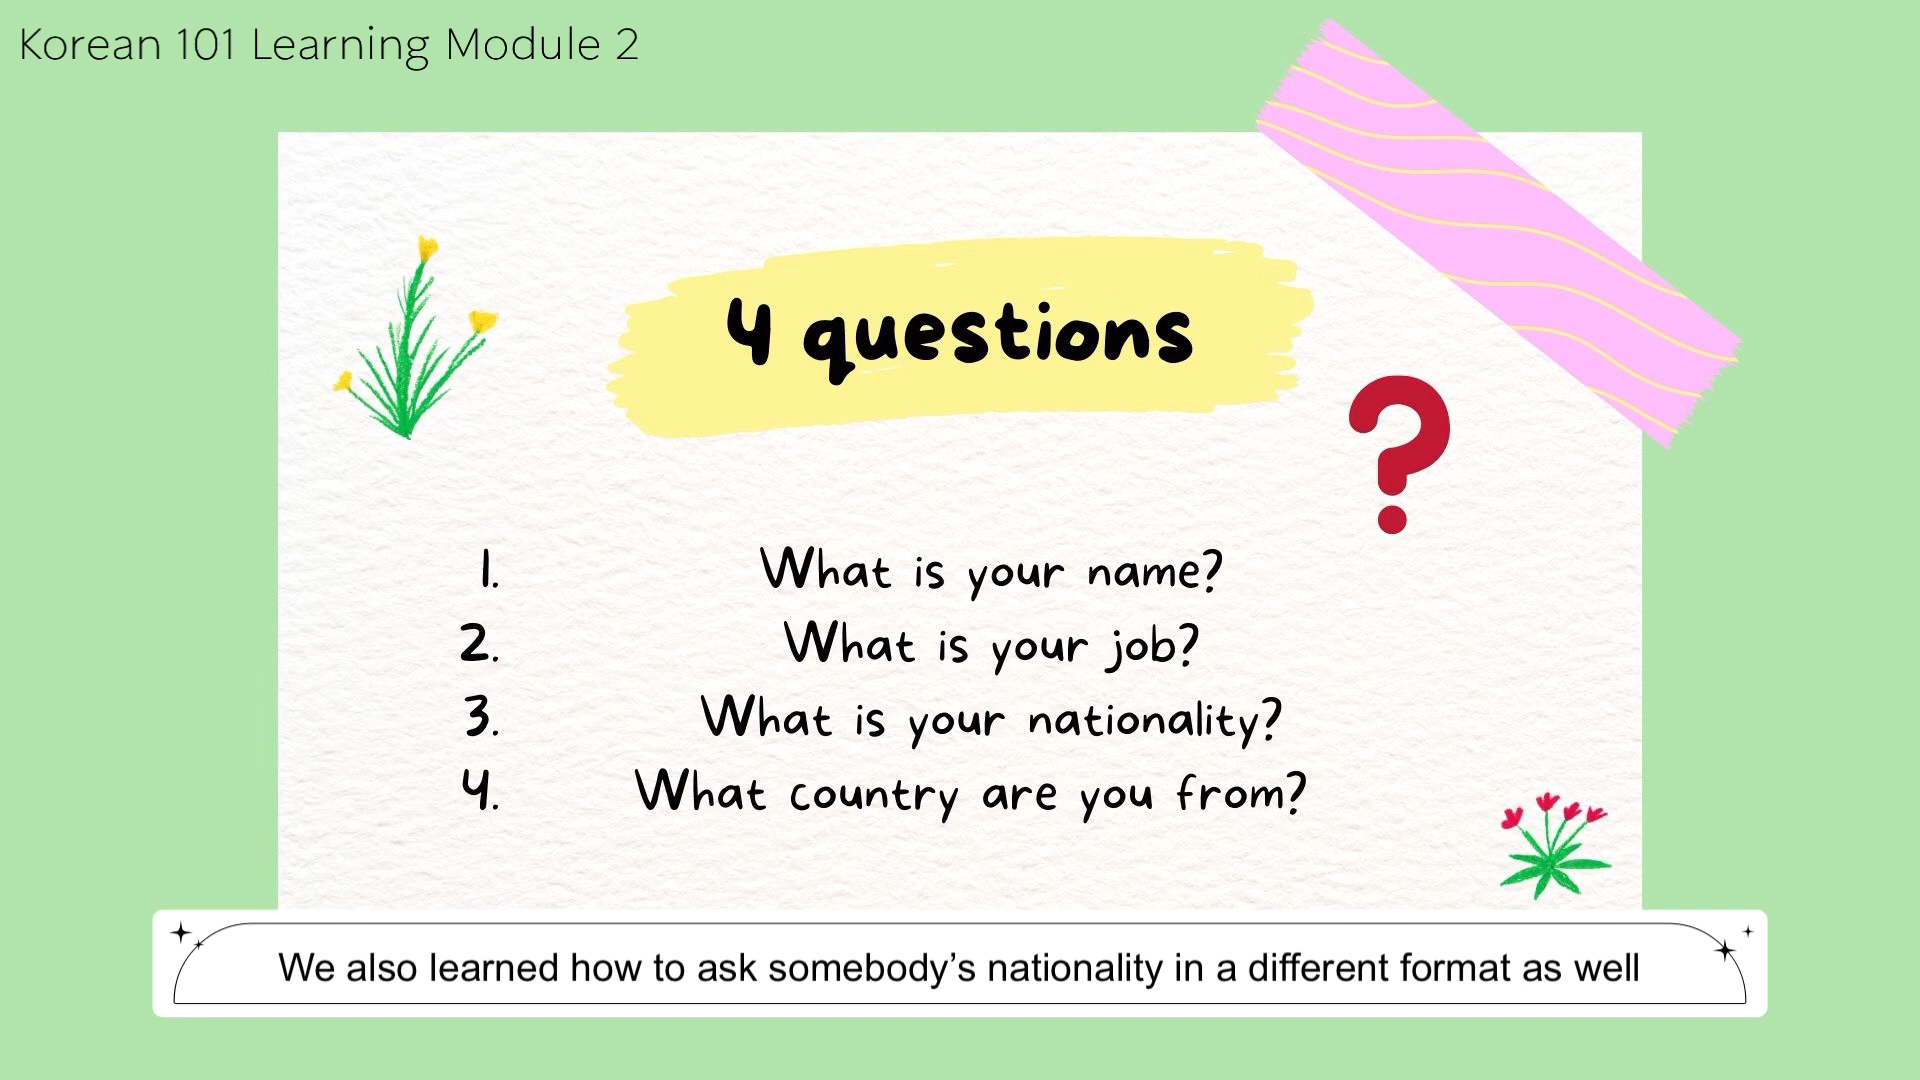 Korean 101 Learning Module 2
4 questions
?
1. What is your name?
2. What is your job?
3. What is your nationality?
4. What country are you from?
We also learned how to ask somebody’s nationality in a different format as well